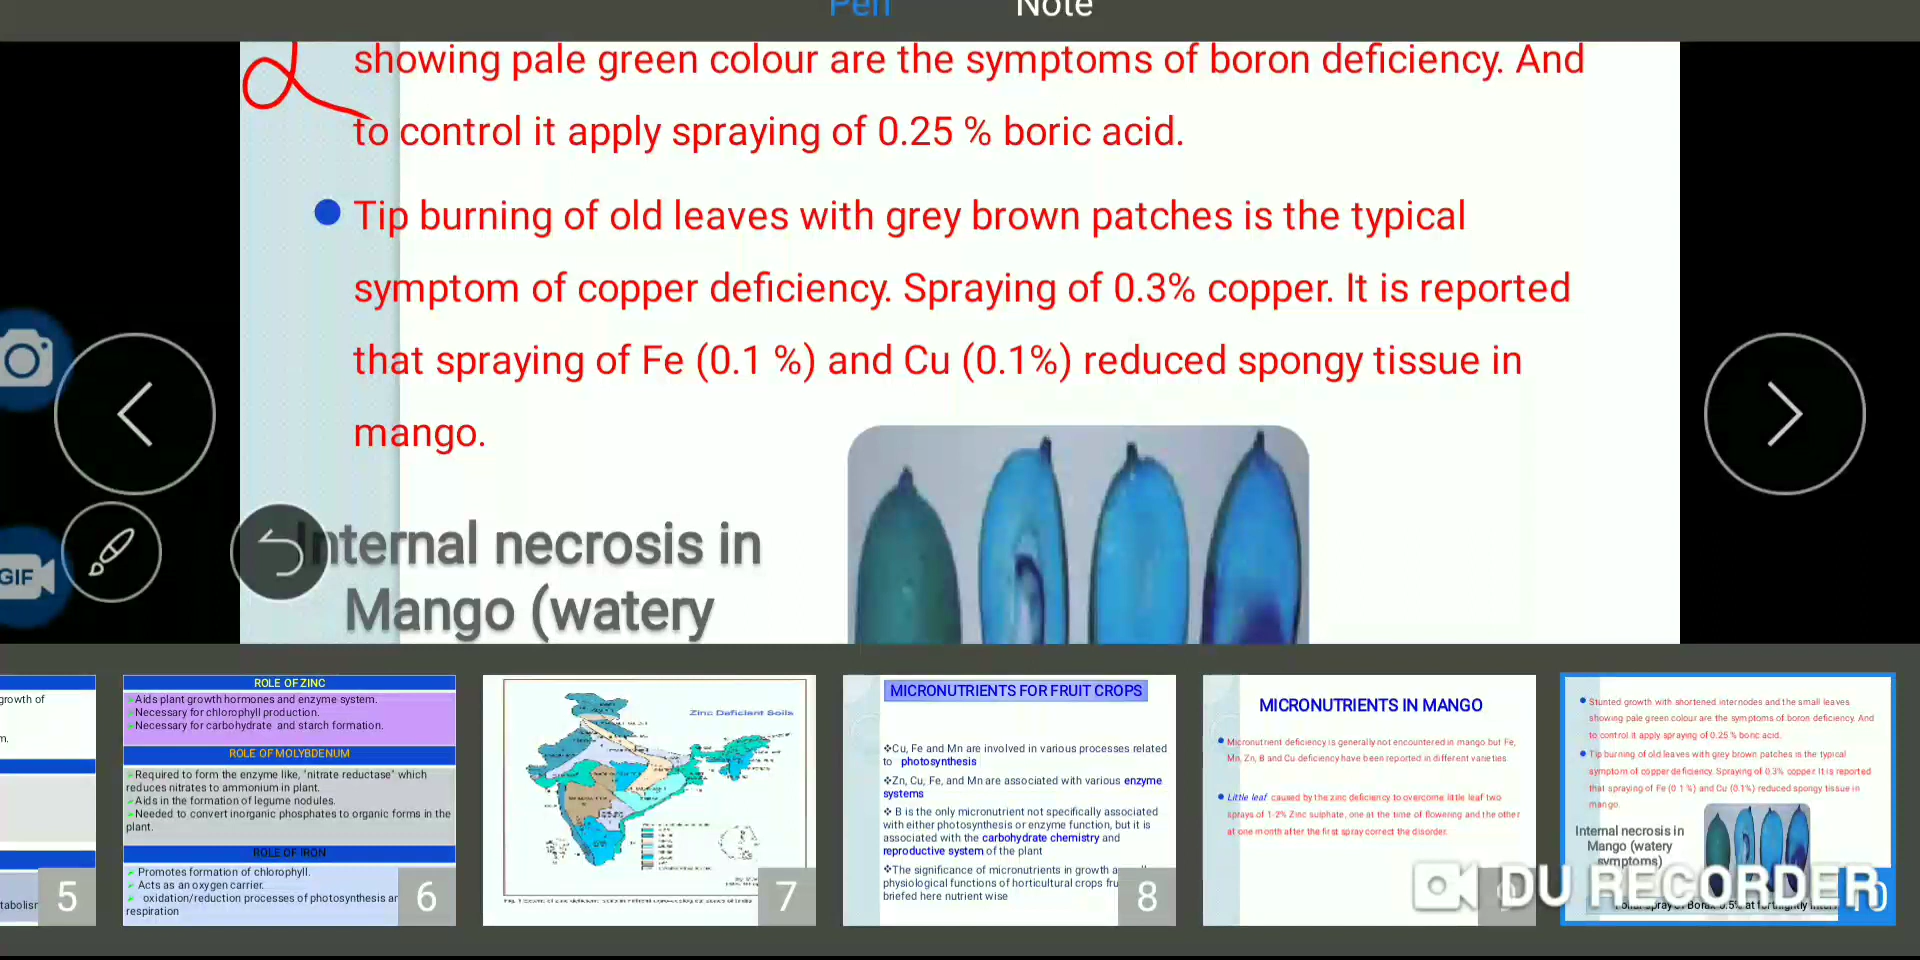 Pen Note
showing pale green colour are the symptoms of boron deficiency. And
to control it apply spraying of 0.25 % boric acid.
Tip burning of old leaves with grey brown patches is the typical
symptom of copper deficiency. Spraying of 0.3% copper. It is reported
that spraying of Fe (0.1 %) and Cu (0.1%) reduced spongy tissue in
mango.
Internal necrosis in
Mango (watery
GIF
growth of
m.
5
ROLE OF ZINC
Aids plant growth hormones and enzyme system.
Necessary for chlorophyll production.
Necessary for carbohydrate and starch formation.
ROLE OF MOLYBDENUM
Required to form the enzyme like, "nitrate reductase" which
reduces nitrates to ammonium in plant.
Aids in the formation of legume nodules.
Needed to convert inorganic phosphates to organic forms in the
plant.
ROLE OF IRON
Promotes formation of chlorophyll.
Acts as an oxygen carrier.
oxidation/reduction processes of photosynthesis an
respiration
6
Zinc Deficient Soils
7
MICRONUTRIENTS FOR FRUIT CROPS
❖Cu, Fe and Mn are involved in various processes related
to photosynthesis
❖Zn, Cu, Fe, and Mn are associated with various enzyme
systems
❖ B is the only micronutrient not specifically associated
with either photosynthesis or enzyme function, but it is
associated with the carbohydrate chemistry and
reproductive system of the plant
❖The significance of micronutrients in growth a
physiological functions of horticultural crops fru
briefed here nutrient wise
8
MICRONUTRIENTS IN MANGO
Micronutrient deficiency is generally not encountered in mango but Fe,
Mn, Zn, B and Cu deficiency have been reported in different varieties.
Little leaf caused by the zinc deficiency to overcome little leaf two
sprays of 1-2% Zinc sulphate, one at the time of flowering and the other
at one month after the first spray correct the disorder.
Stunted growth with shortened internodes and the small leaves
showing pale green colour are the symptoms of boron deficiency. And
to control it apply spraying of 0.25 % boric acid.
Tip burning of old leaves with grey brown patches is the typical
symptom of copper deficiency. Spraying of 0.3% copper. It is reported
that spraying of Fe (0.1 %) and Cu (0.1%) reduced spongy tissue in
mango.
Internal necrosis in
Mango (watery
symptoms)
DU RECORDER